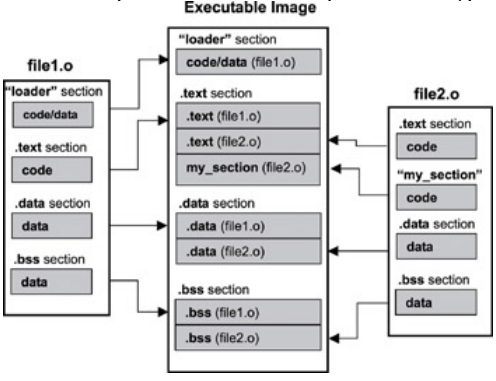 Executable Image
"loader" section
code/data (file1.o)
.text section
.text (file1.o)
.text (file2.o)
my_section (file2.o)
.data section
.data (file1.o)
.data (file2.o)
.bss section
.bss (file1.o)
.bss (file2.o)
file1.o
"loader" section
code/data
.text section
code
.data section
data
.bss section
data
file2.o
.text section
code
"my_section"
code
.data section
data
.bss section
data